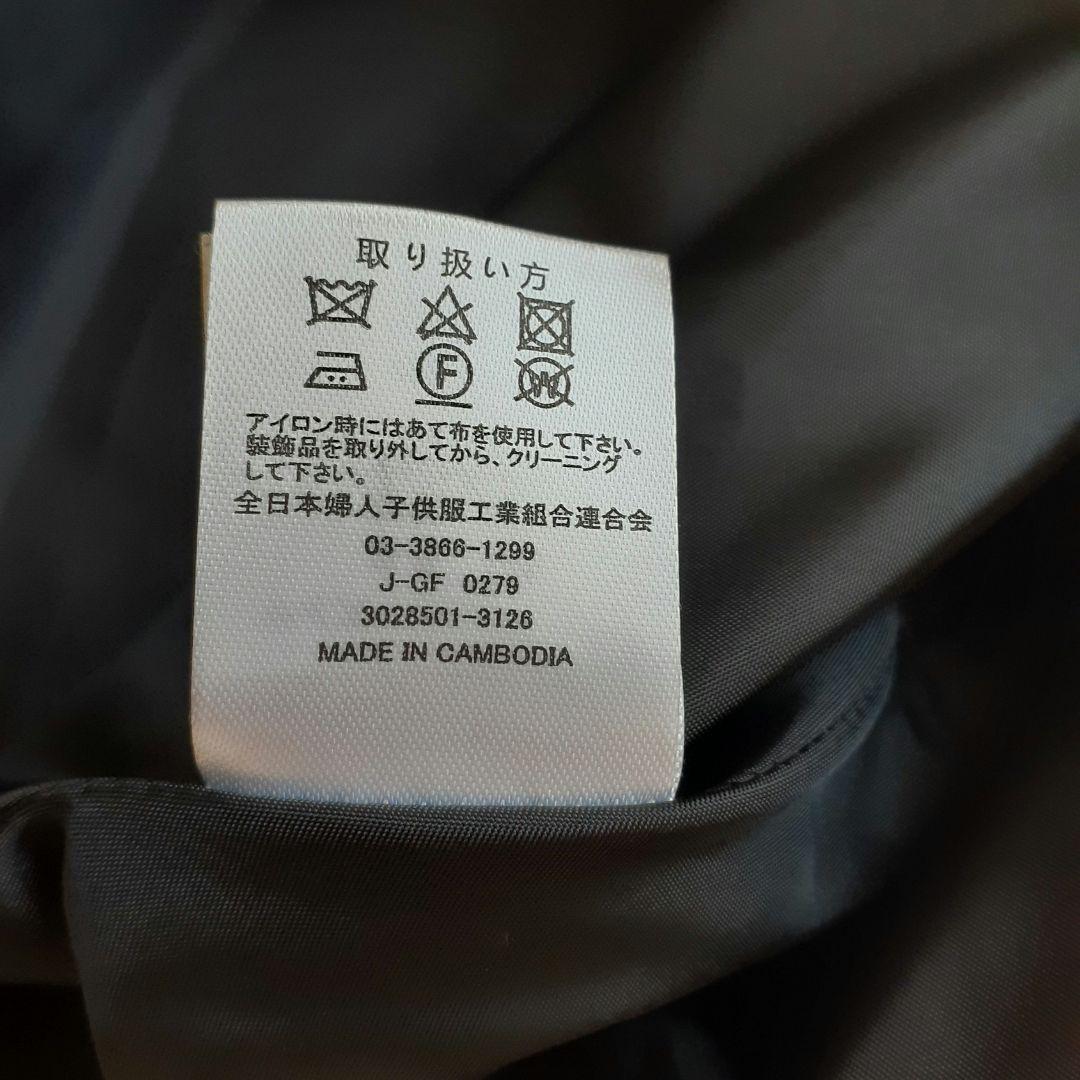 取り扱い方
F W
アイロン時にはあて布を使用して下さい。
装飾品を取り外してから、クリーニング
して下さい。
全日本婦人子供服工業組合連合会
03-3866-1299
J-GF 0279
3028501-3126
MADE IN CAMBODIA